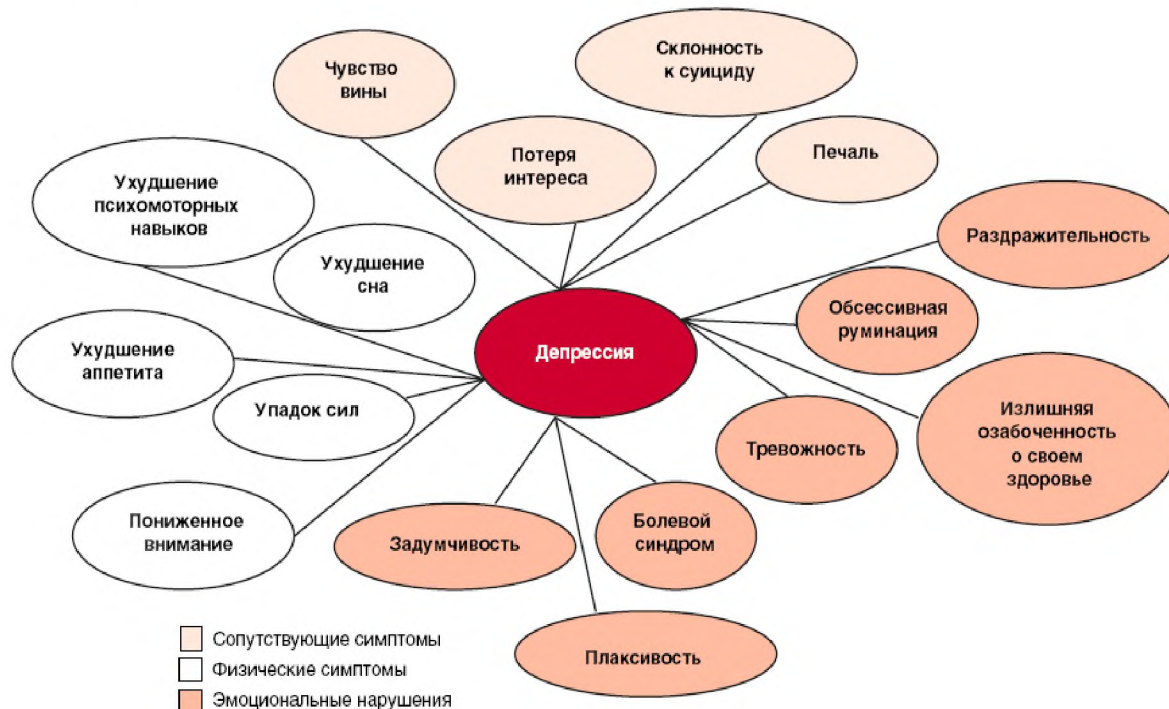 Чувство
вины
Склонность
к суициду
Потеря
интереса
Печаль
Ухудшение
психомоторных
навыков
Ухудшение
сна
Раздражительность
Обсессивная
руминация
Депрессия
Ухудшение
аппетита
Упадок сил
Тревожность
Излишняя
озабоченность
о своем
здоровье
Пониженное
внимание
Задумчивость
Болевой
синдром
Плаксивость
Сопутствующие симптомы
Физические симптомы
Эмоциональные нарушения